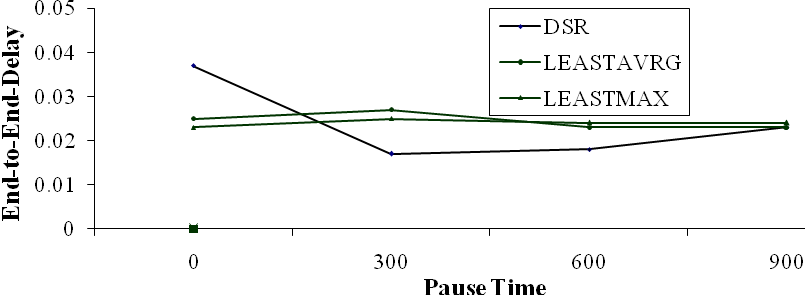 0.05
0.04
0.03
0.02
0.01
0
End-to-End-Delay
DSR
LEASTAVRG
LEASTMAX
0 300 600 900
Pause Time